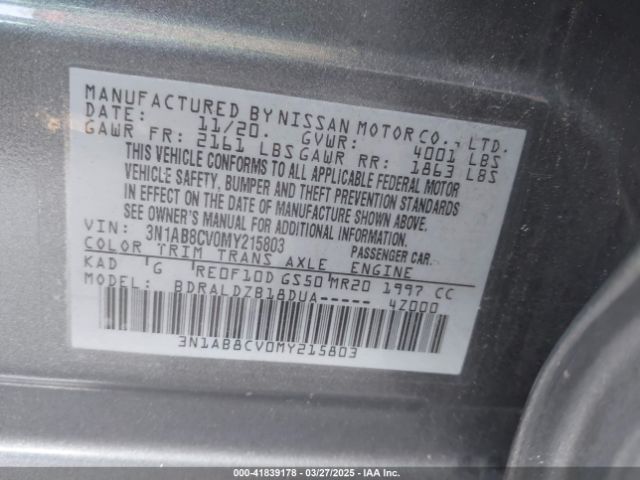 MANUFACTURED BY NISSAN MOTOR CO., LTD.
DATE: 11/20. GVWR: 4001 LBS
GAWR FR: 2161 LBS GAWR RR: 1863 LBS
THIS VEHICLE CONFORMS TO ALL APPLICABLE FEDERAL MOTOR
VEHICLE SAFETY, BUMPER AND THEFT PREVENTION STANDARDS
IN EFFECT ON THE DATE OF MANUFACTURE SHOWN ABOVE.
SEE OWNER'S MANUAL FOR ADDITIONAL INFORMATION.
VIN: 3N1AB8CV0MY215803 PASSENGER CAR.
COLOR TRIM TRANS AXLE ENGINE
KAD G RE0F10D GS50 MR20 1997 CC
MODEL: BDRALDZB18DUA----- 4Z000
3N1AB8CV0MY215803
000-41839178 | 03/27/2025 | IAA Inc.